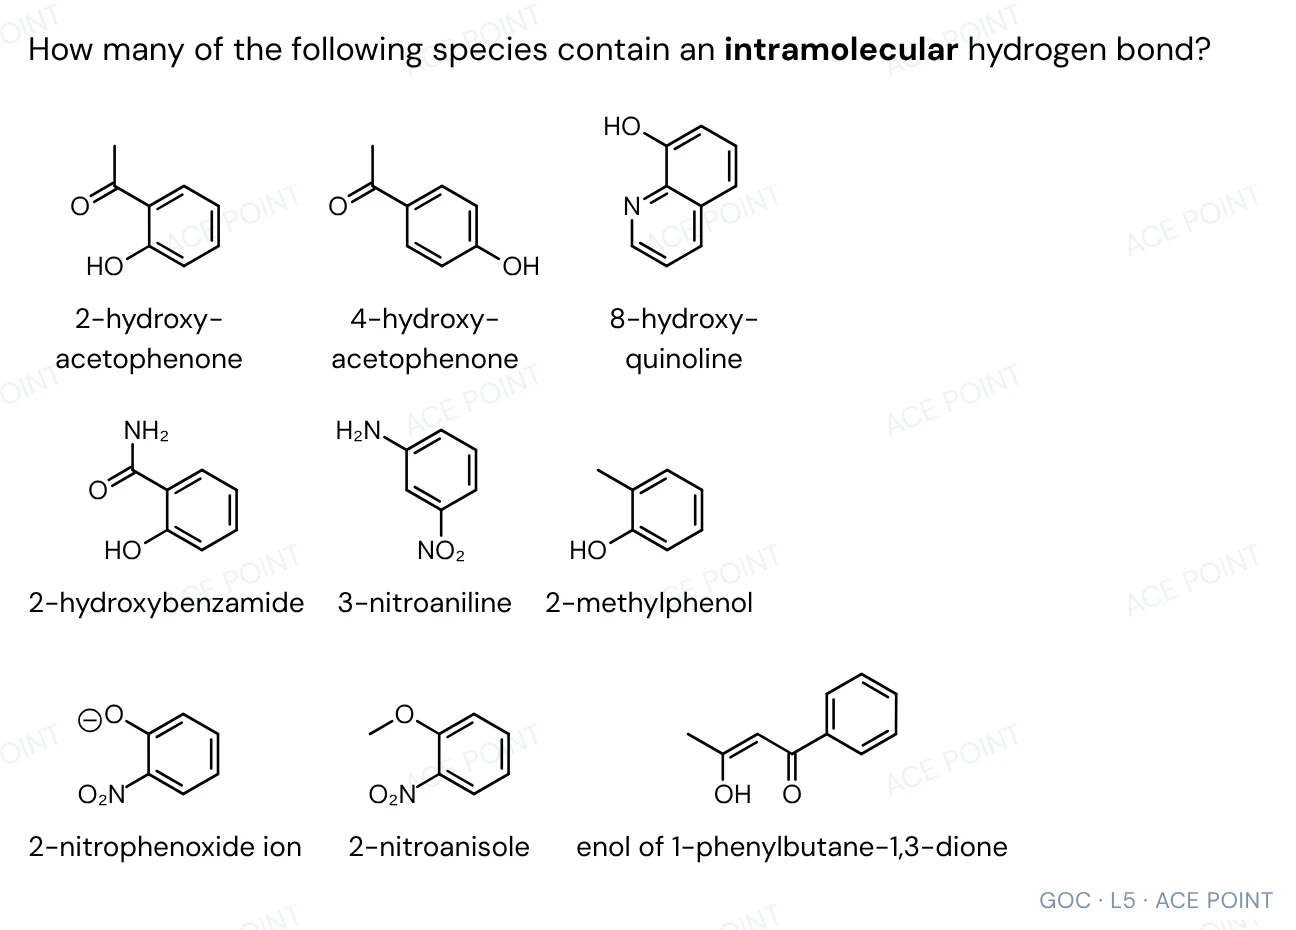 How many of the following species contain an intramolecular hydrogen bond?
O
HO
2-hydroxy-
acetophenone
O
OH
4-hydroxy-
acetophenone
HO
N
8-hydroxy-
quinoline
NH₂
O
HO
2-hydroxybenzamide
H₂N
NO₂
3-nitroaniline
HO
2-methylphenol
⊖O
O₂N
2-nitrophenoxide ion
O
O₂N
2-nitroanisole
OH O
enol of 1-phenylbutane-1,3-dione
GOC · L5 · ACE POINT
ACE POINT